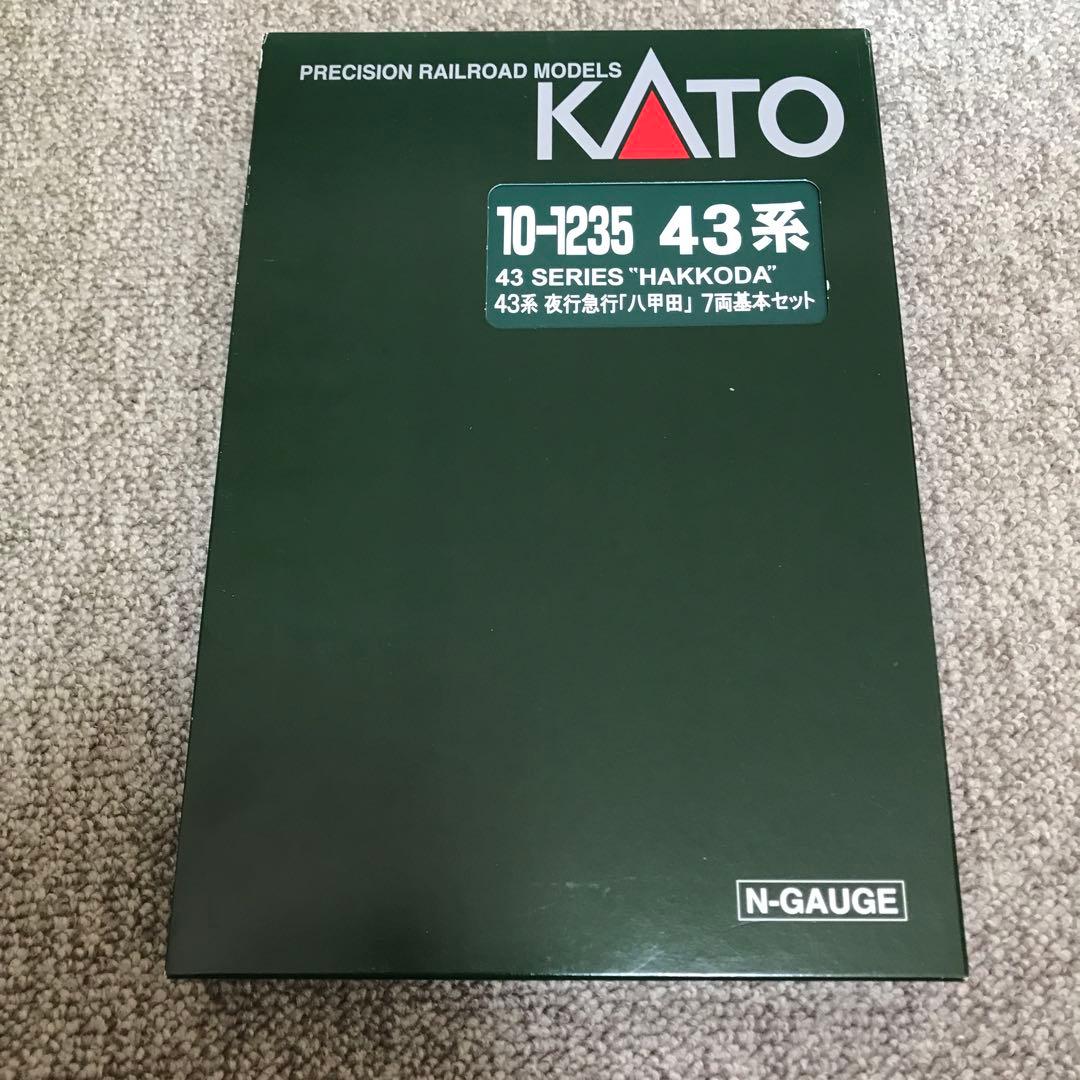 PRECISION RAILROAD MODELS
KATO
10-1235 43系
43 SERIES "HAKKODA"
43系 夜行急行「八甲田」 7両基本セット
N-GAUGE